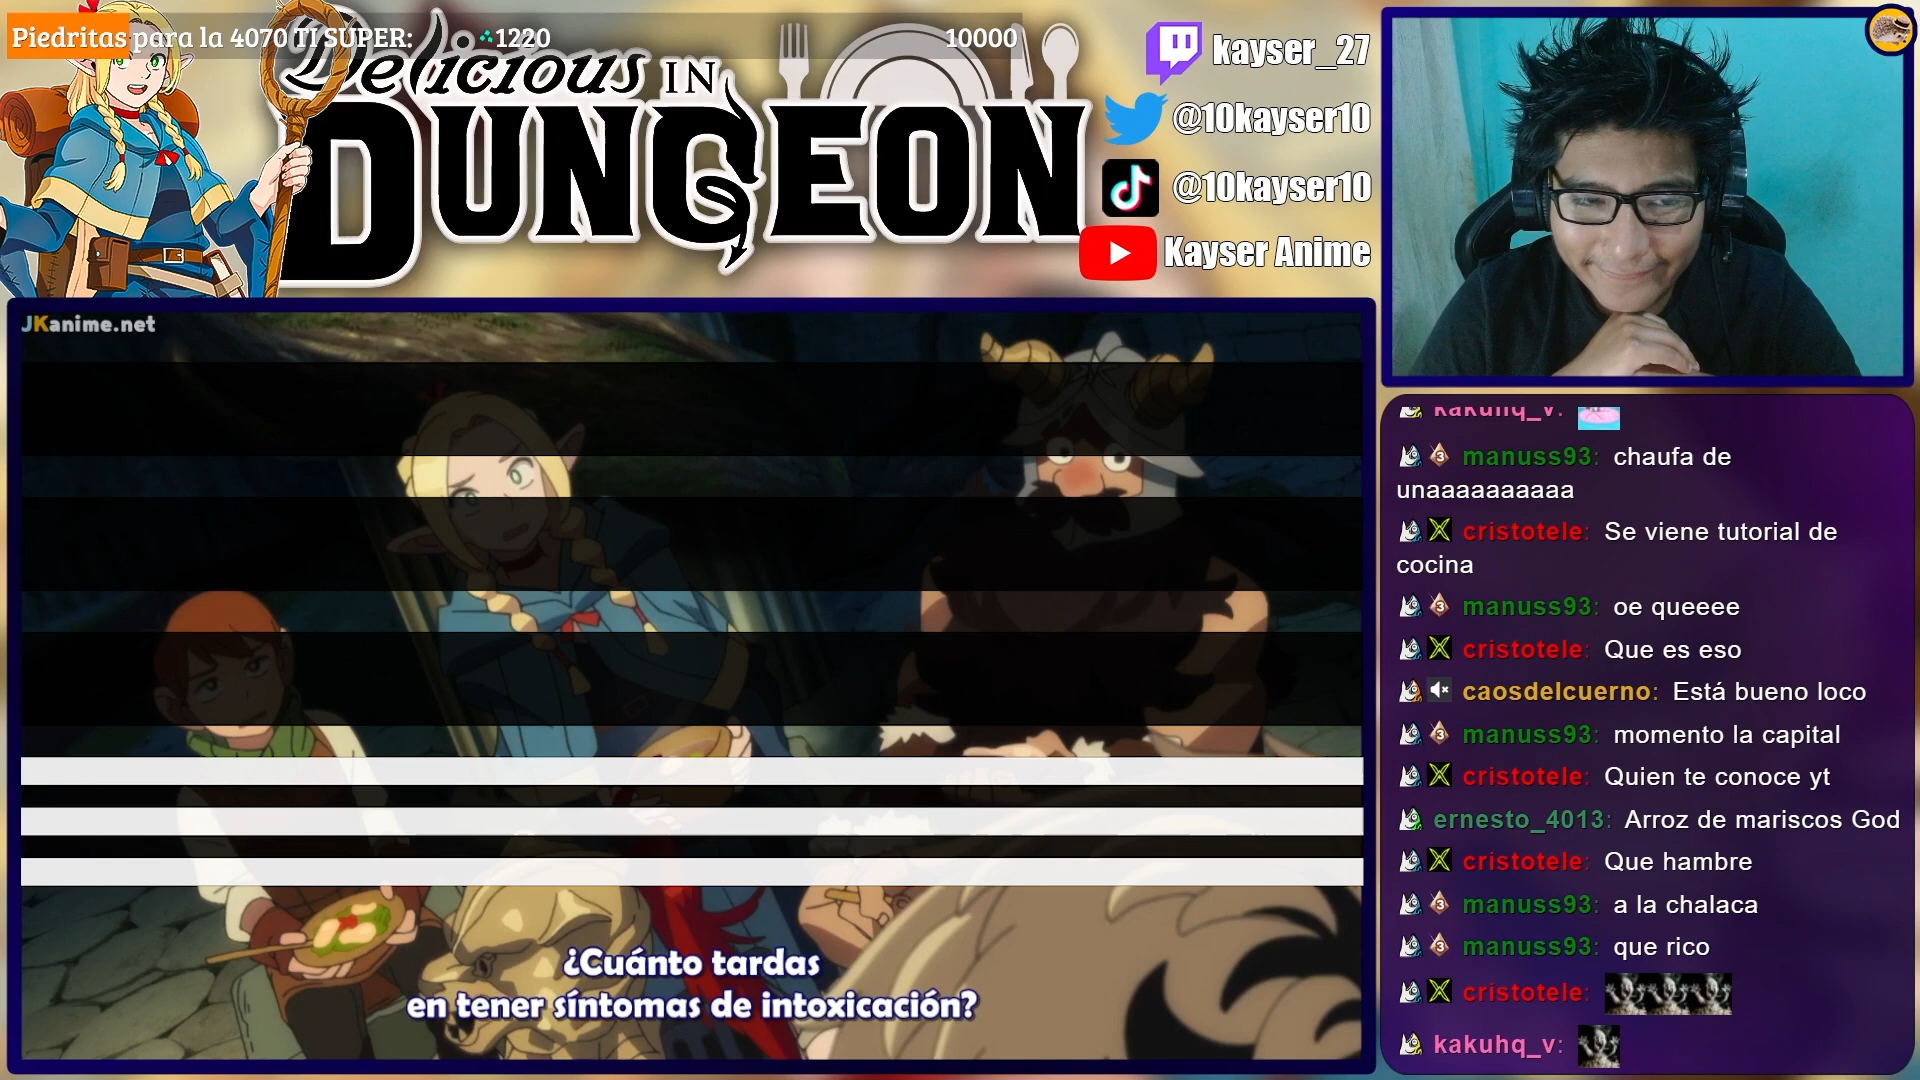 Piedritas para la 4070 TI SUPER: 1220 10000
Delicious IN
DUNGEON
kayser_27
@10kayser10
@10kayser10
Kayser Anime
JKanime.net
¿Cuánto tardas
en tener síntomas de intoxicación?
kakuhq_v:
manuss93: chaufa de
unaaaaaaaaaa
cristotele: Se viene tutorial de
cocina
manuss93: oe queeee
cristotele: Que es eso
caosdelcuerno: Está bueno loco
manuss93: momento la capital
cristotele: Quien te conoce yt
ernesto_4013: Arroz de mariscos God
cristotele: Que hambre
manuss93: a la chalaca
manuss93: que rico
cristotele:
kakuhq_v: